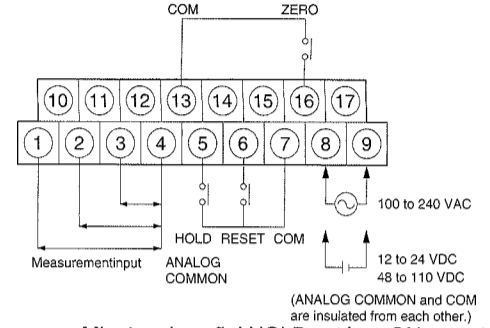 COM ZERO
10 11 12 13 14 15 16 17
1 2 3 4 5 6 7 8 9
100 to 240 VAC
HOLD RESET COM
Measurementinput ANALOG
COMMON
12 to 24 VDC
48 to 110 VDC
(ANALOG COMMON and COM
are insulated from each other.)